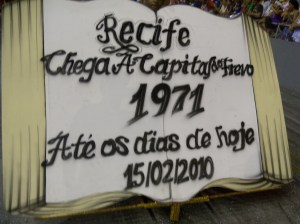 Recife
Chega A Capital do Frevo
1971
Até os dias de hoje
15/02/2010